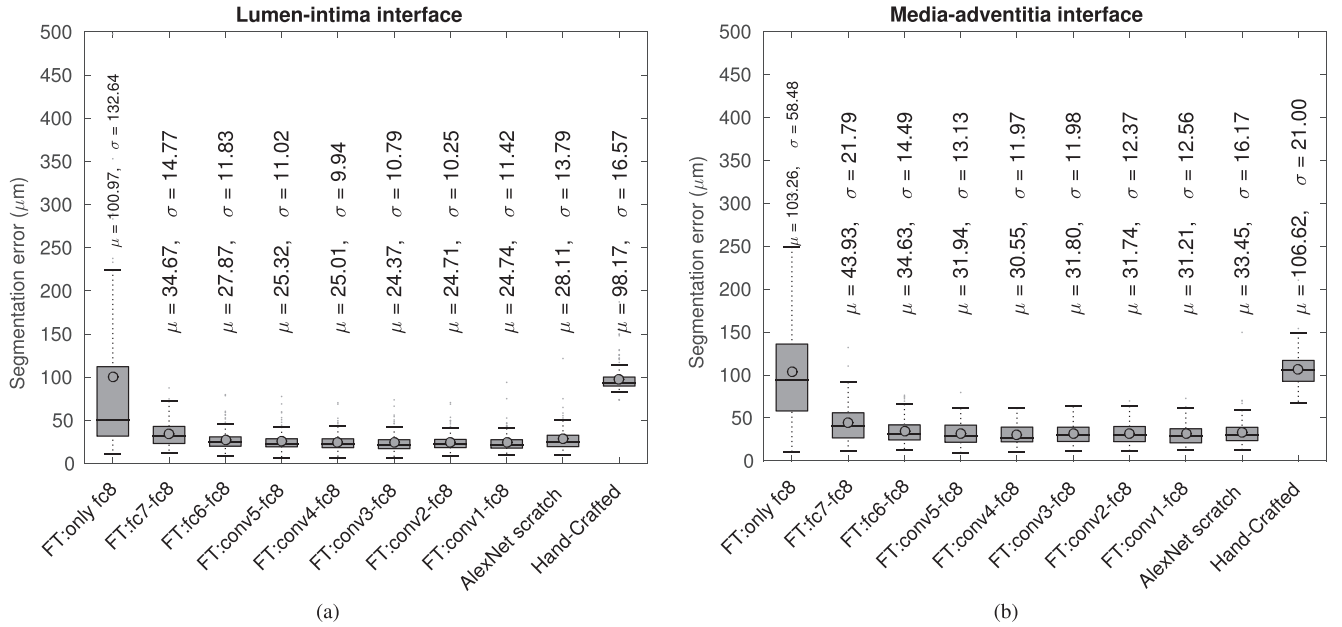 Lumen-intima interface
Segmentation error (μm)
500
450
400
350
300
250
200
150
100
50
0
μ = 100.97, σ = 132.64
μ = 34.67, σ = 14.77
μ = 27.87, σ = 11.83
μ = 25.32, σ = 11.02
μ = 25.01, σ = 9.94
μ = 24.37, σ = 10.79
μ = 24.71, σ = 10.25
μ = 24.74, σ = 11.42
μ = 28.11, σ = 13.79
μ = 98.17, σ = 16.57
FT:only fc8
FT:fc7-fc8
FT:fc6-fc8
FT:conv5-fc8
FT:conv4-fc8
FT:conv3-fc8
FT:conv2-fc8
FT:conv1-fc8
AlexNet scratch
Hand-Crafted
(a)
Media-adventitia interface
Segmentation error (μm)
500
450
400
350
300
250
200
150
100
50
0
μ = 103.26, σ = 58.48
μ = 43.93, σ = 21.79
μ = 34.63, σ = 14.49
μ = 31.94, σ = 13.13
μ = 30.55, σ = 11.97
μ = 31.80, σ = 11.98
μ = 31.74, σ = 12.37
μ = 31.21, σ = 12.56
μ = 33.45, σ = 16.17
μ = 106.62, σ = 21.00
FT:only fc8
FT:fc7-fc8
FT:fc6-fc8
FT:conv5-fc8
FT:conv4-fc8
FT:conv3-fc8
FT:conv2-fc8
FT:conv1-fc8
AlexNet scratch
Hand-Crafted
(b)